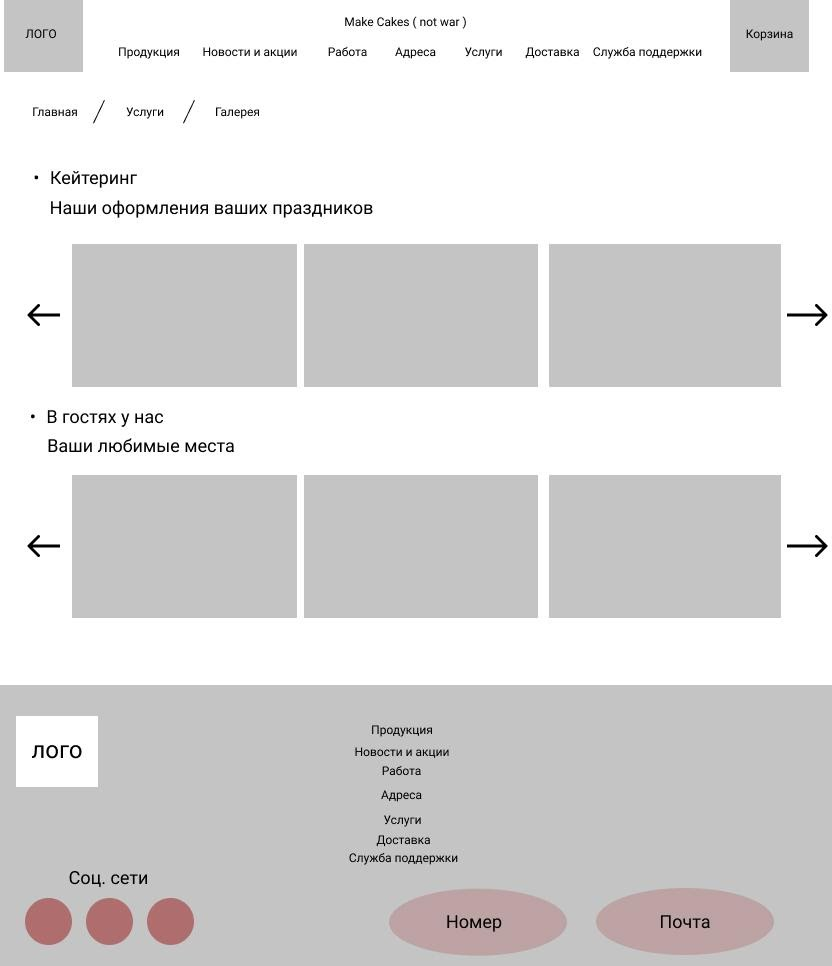 ЛОГО
Make Cakes ( not war )
Корзина
Продукция Новости и акции Работа Адреса Услуги Доставка Служба поддержки
Главная / Услуги / Галерея
• Кейтеринг
Наши оформления ваших праздников
• В гостях у нас
Ваши любимые места
ЛОГО
Продукция
Новости и акции
Работа
Адреса
Услуги
Доставка
Служба поддержки
Соц. сети
Номер
Почта